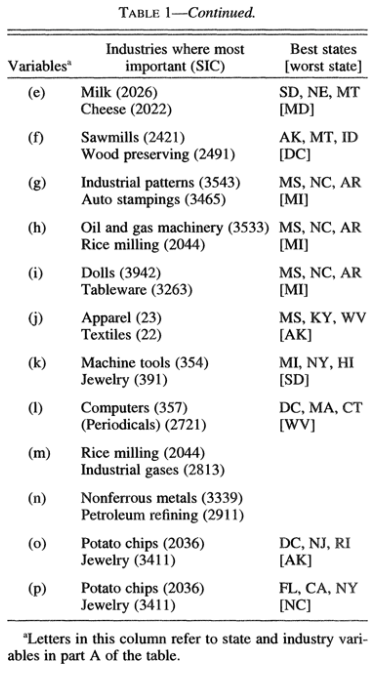 TABLE 1—Continued.
Variablesª Industries where most important (SIC) Best states [worst state]
(e) Milk (2026) SD, NE, MT
Cheese (2022) [MD]
(f) Sawmills (2421) AK, MT, ID
Wood preserving (2491) [DC]
(g) Industrial patterns (3543) MS, NC, AR
Auto stampings (3465) [MI]
(h) Oil and gas machinery (3533) MS, NC, AR
Rice milling (2044) [MI]
(i) Dolls (3942) MS, NC, AR
Tableware (3263) [MI]
(j) Apparel (23) MS, KY, WV
Textiles (22) [AK]
(k) Machine tools (354) MI, NY, HI
Jewelry (391) [SD]
(l) Computers (357) DC, MA, CT
(Periodicals) (2721) [WV]
(m) Rice milling (2044)
Industrial gases (2813)
(n) Nonferrous metals (3339)
Petroleum refining (2911)
(o) Potato chips (2036) DC, NJ, RI
Jewelry (3411) [AK]
(p) Potato chips (2036) FL, CA, NY
Jewelry (3411) [NC]
ªLetters in this column refer to state and industry vari-
ables in part A of the table.